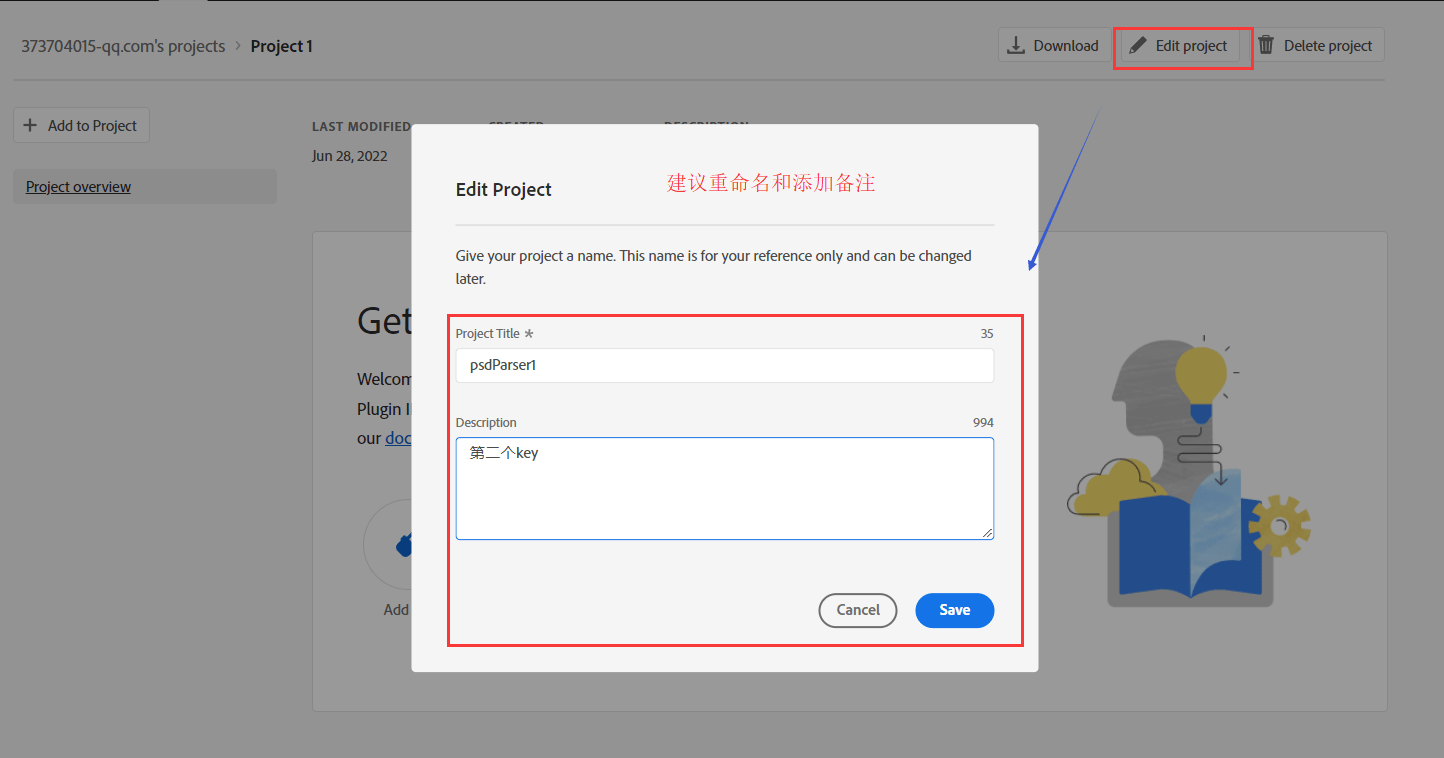 373704015-qq.com's projects › Project 1
Download
Edit project
Delete project
+ Add to Project
Project overview
LAST MODIFIED
CREATED
DESCRIPTION
Jun 28, 2022
Get
Welcom
Plugin I
our doc
Add
Edit Project
建议重命名和添加备注
Give your project a name. This name is for your reference only and can be changed
later.
Project Title *
35
psdParser1
Description
994
第二个key
Cancel
Save